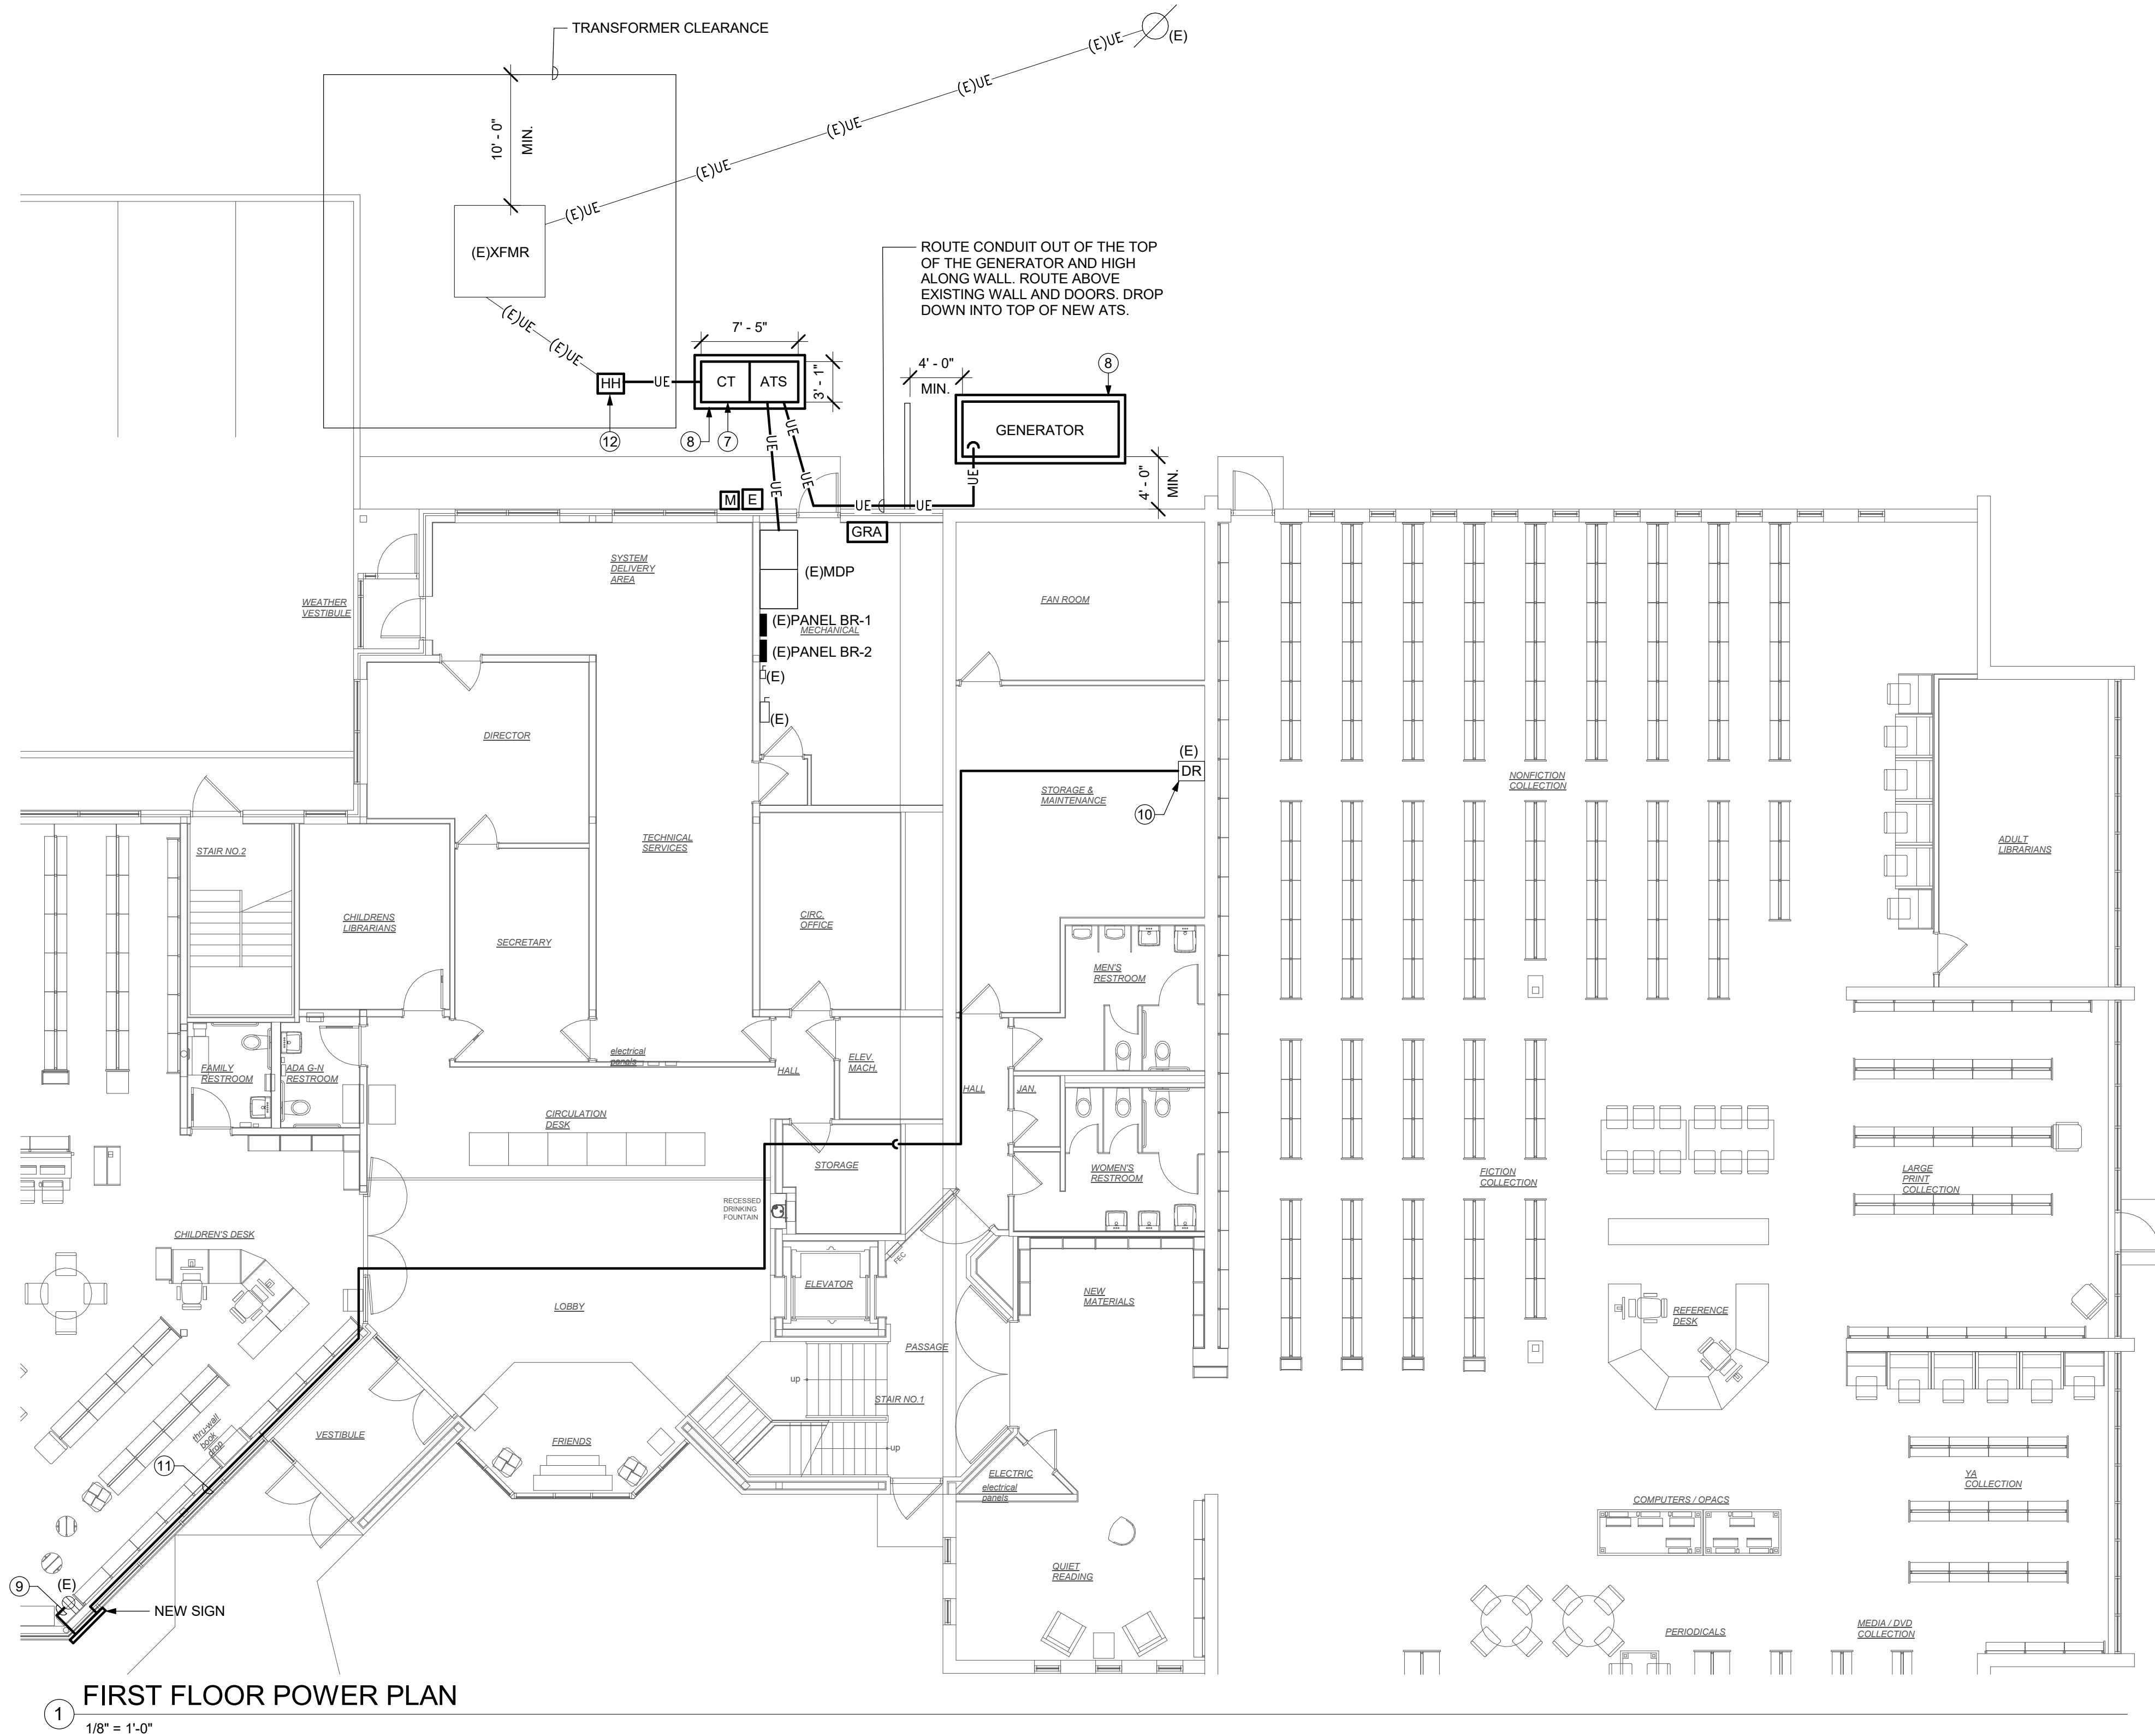 TRANSFORMER CLEARANCE
(E)
(E)UE
(E)UE
(E)UE
(E)UE
(E)UE
10' - 0"
MIN.
(E)XFMR
(E)UE
(E)UE
ROUTE CONDUIT OUT OF THE TOP
OF THE GENERATOR AND HIGH
ALONG WALL. ROUTE ABOVE
EXISTING WALL AND DOORS. DROP
DOWN INTO TOP OF NEW ATS.
7' - 5"
3' - 1"
HH
UE
CT
ATS
12
8
7
4' - 0"
MIN.
8
GENERATOR
4' - 0"
MIN.
UE
UE
UE
UE
UE
UE
UE
M
E
GRA
SYSTEM
DELIVERY
AREA
(E)MDP
WEATHER
VESTIBULE
FAN ROOM
(E)PANEL BR-1
MECHANICAL
(E)PANEL BR-2
(E)
(E)
DIRECTOR
(E)
DR
10
STORAGE &
MAINTENANCE
NONFICTION
COLLECTION
STAIR NO.2
TECHNICAL
SERVICES
ADULT
LIBRARIANS
CHILDRENS
LIBRARIANS
SECRETARY
CIRC.
OFFICE
MEN'S
RESTROOM
FAMILY
RESTROOM
ADA G-N
RESTROOM
electrical
panels
HALL
ELEV.
MACH.
HALL
JAN.
CIRCULATION
DESK
STORAGE
WOMEN'S
RESTROOM
FICTION
COLLECTION
LARGE
PRINT
COLLECTION
RECESSED
DRINKING
FOUNTAIN
CHILDREN'S DESK
FEC
ELEVATOR
LOBBY
NEW
MATERIALS
REFERENCE
DESK
PASSAGE
up
STAIR NO.1
thru-wall
book
drop
VESTIBULE
FRIENDS
up
11
ELECTRIC
electrical
panels
YA
COLLECTION
COMPUTERS / OPACS
QUIET
READING
9
(E)
NEW SIGN
PERIODICALS
MEDIA / DVD
COLLECTION
1
FIRST FLOOR POWER PLAN
1/8" = 1'-0"